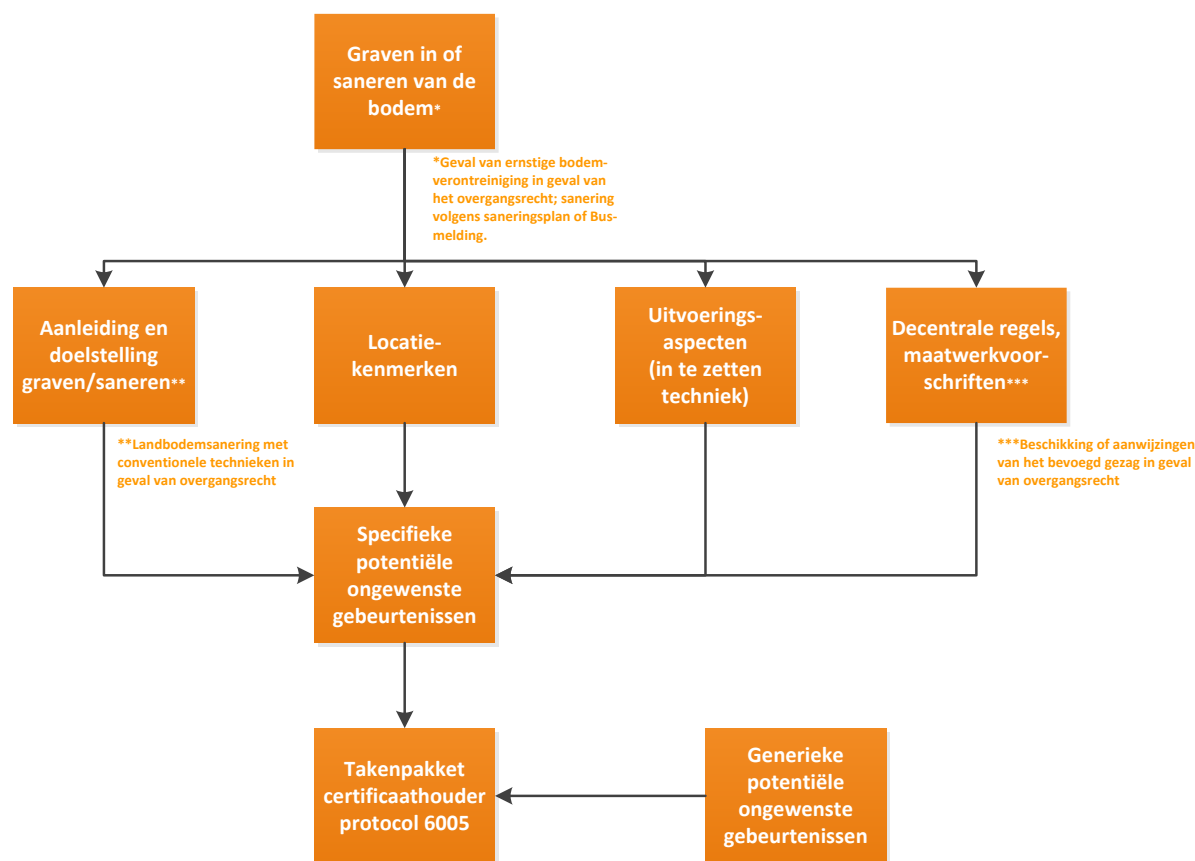 Graven in of
saneren van de
bodem*
*Geval van ernstige bodem-
verontreiniging in geval van
het overgangsrecht; sanering
volgens saneringsplan of Bus-
melding.
Aanleiding en
doelstelling
graven/saneren**
Locatie-
kenmerken
Uitvoerings-
aspecten
(in te zetten
techniek)
Decentrale regels,
maatwerkvoor-
schriften***
**Landbodemsanering met
conventionele technieken in
geval van overgangsrecht
***Beschikking of aanwijzingen
van het bevoegd gezag in geval
van overgangsrecht
Specifieke
potentiële
ongewenste
gebeurtenissen
Takenpakket
certificaathouder
protocol 6005
Generieke
potentiële
ongewenste
gebeurtenissen